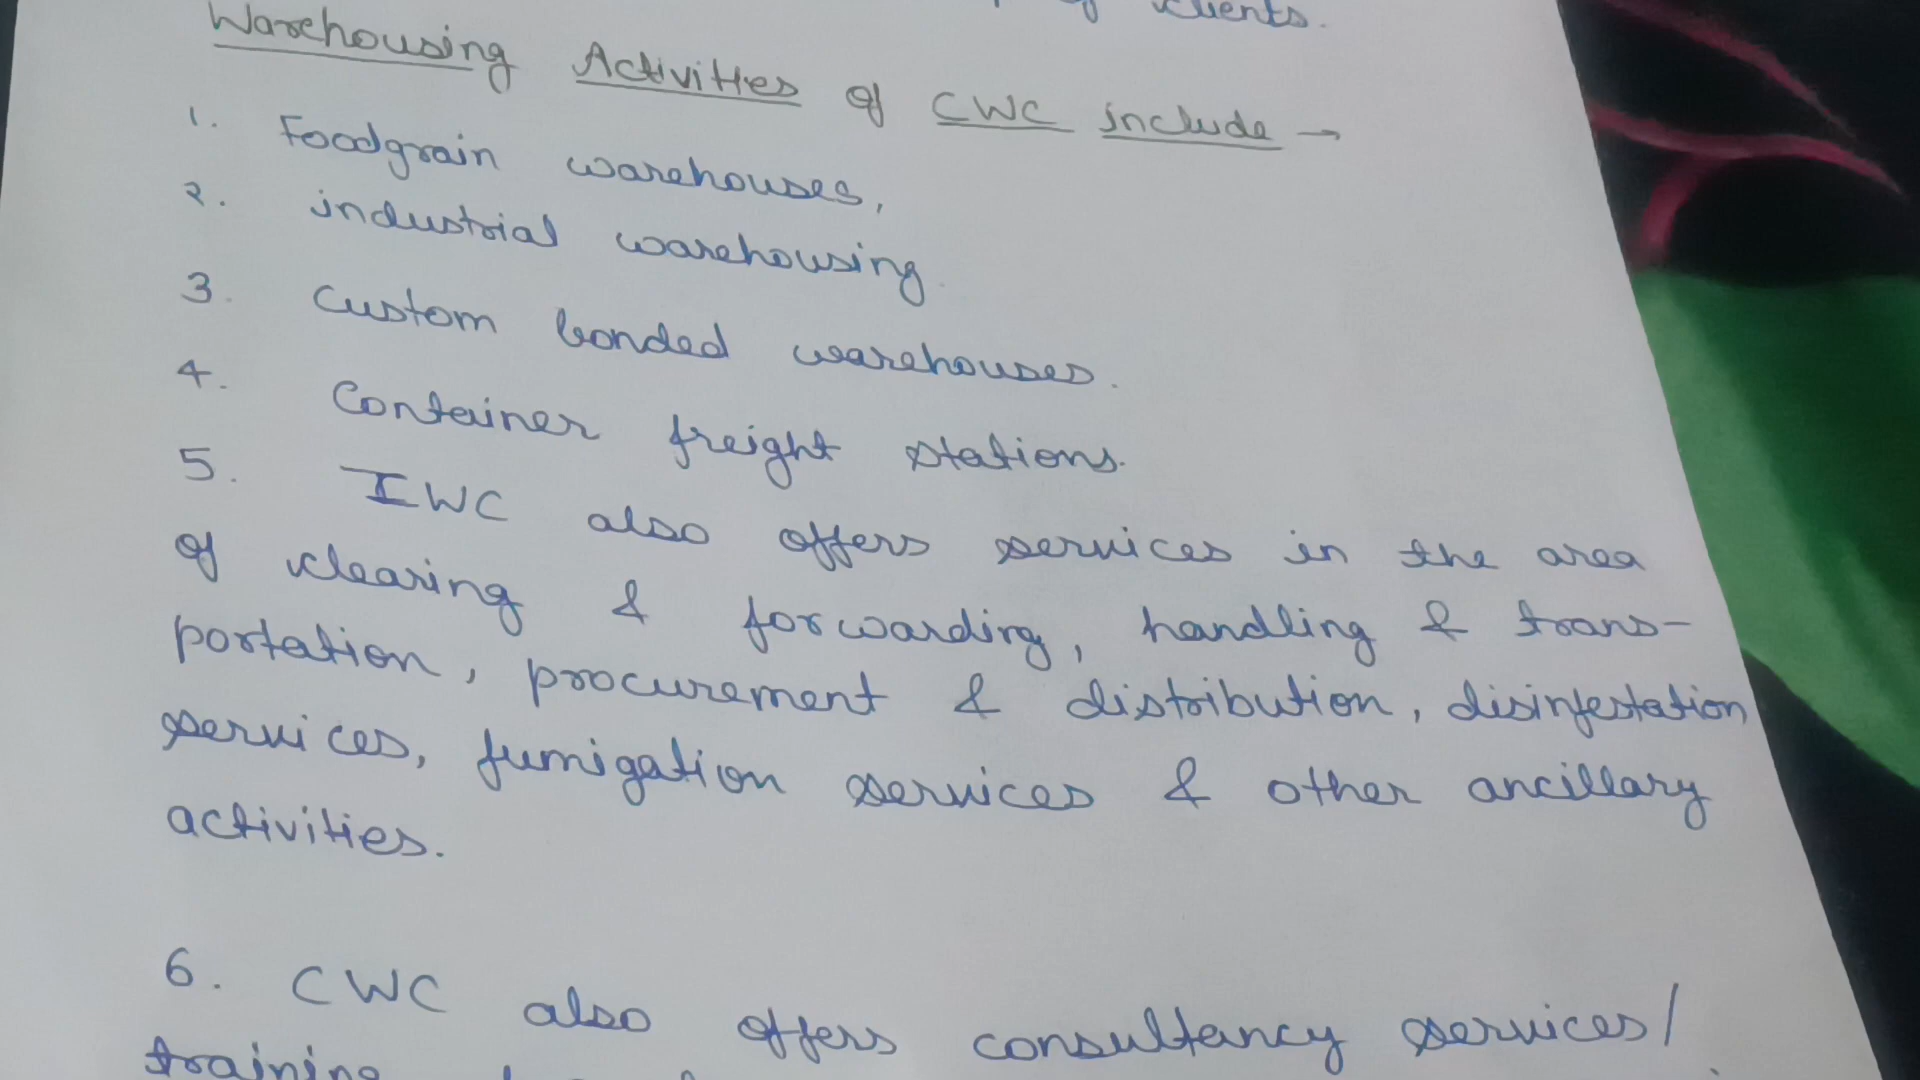 clients.
Warehousing Activities of CWC include →
1. Foodgrain warehouses,
2. industrial warehousing.
3. Custom bonded warehouses.
4. Container freight stations.
5. IWC also offers services in the area
of clearing & forwarding, handling & trans-
portation, procurement & distribution, disinfestation
services, fumigation services & other ancillary
activities.
6. CWC also offers consultancy services/
training